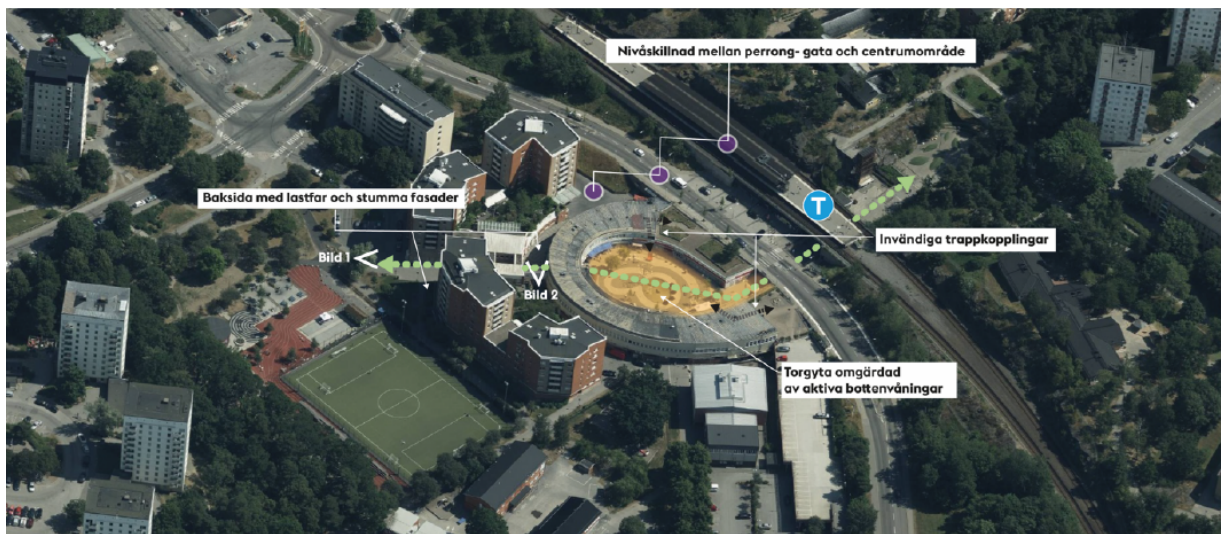 Nivåskillnad mellan perrong- gata och centrumområde
Baksida med lastfar och stumma fasader
T
Invändiga trappkopplingar
Bild 1
Bild 2
Torgyta omgärdad
av aktiva bottenvåningar